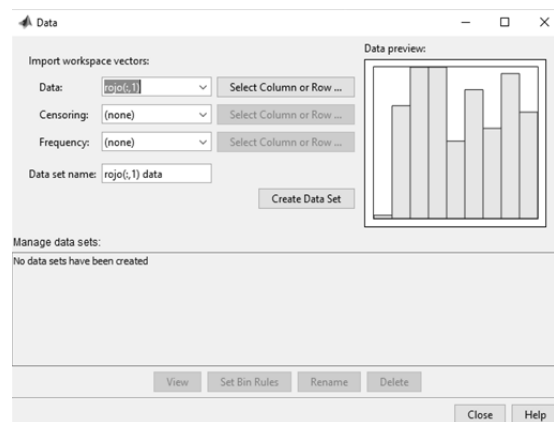 Data
Data preview:
Import workspace vectors:
Data: rojo(:,1) Select Column or Row ...
Censoring: (none) Select Column or Row ...
Frequency: (none) Select Column or Row ...
Data set name: rojo(:,1) data
Create Data Set
Manage data sets:
No data sets have been created
View Set Bin Rules Rename Delete
Close Help